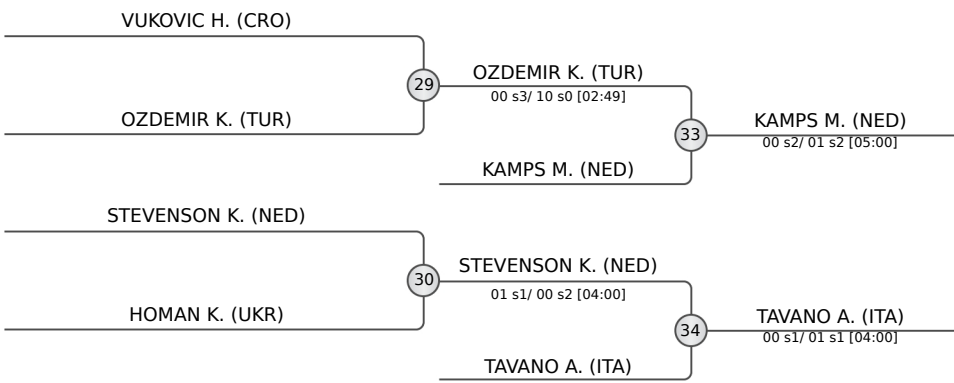 VUKOVIC H. (CRO)
29
OZDEMIR K. (TUR)
OZDEMIR K. (TUR)
00 s3/ 10 s0 [02:49]
33
KAMPS M. (NED)
KAMPS M. (NED)
00 s2/ 01 s2 [05:00]
STEVENSON K. (NED)
30
HOMAN K. (UKR)
STEVENSON K. (NED)
01 s1/ 00 s2 [04:00]
34
TAVANO A. (ITA)
TAVANO A. (ITA)
00 s1/ 01 s1 [04:00]